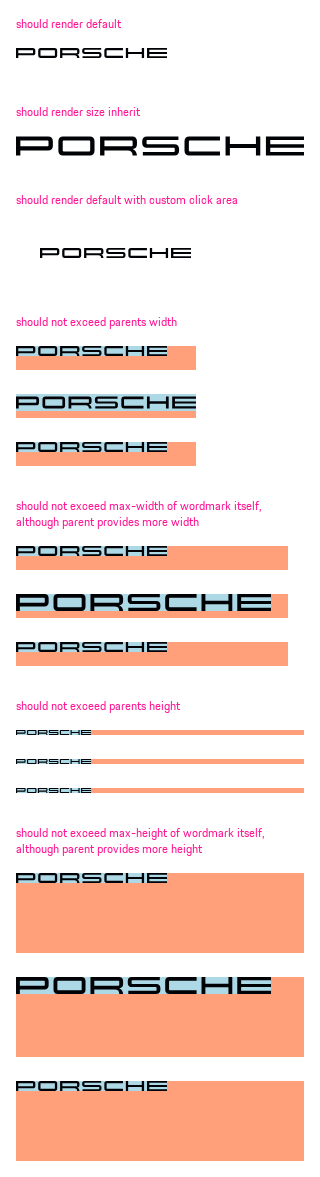 should render default
PORSCHE
should render size inherit
PORSCHE
should render default with custom click area
PORSCHE
should not exceed parents width
PORSCHE
PORSCHE
PORSCHE
should not exceed max-width of wordmark itself,
although parent provides more width
PORSCHE
PORSCHE
PORSCHE
should not exceed parents height
PORSCHE
PORSCHE
PORSCHE
should not exceed max-height of wordmark itself,
although parent provides more height
PORSCHE
PORSCHE
PORSCHE